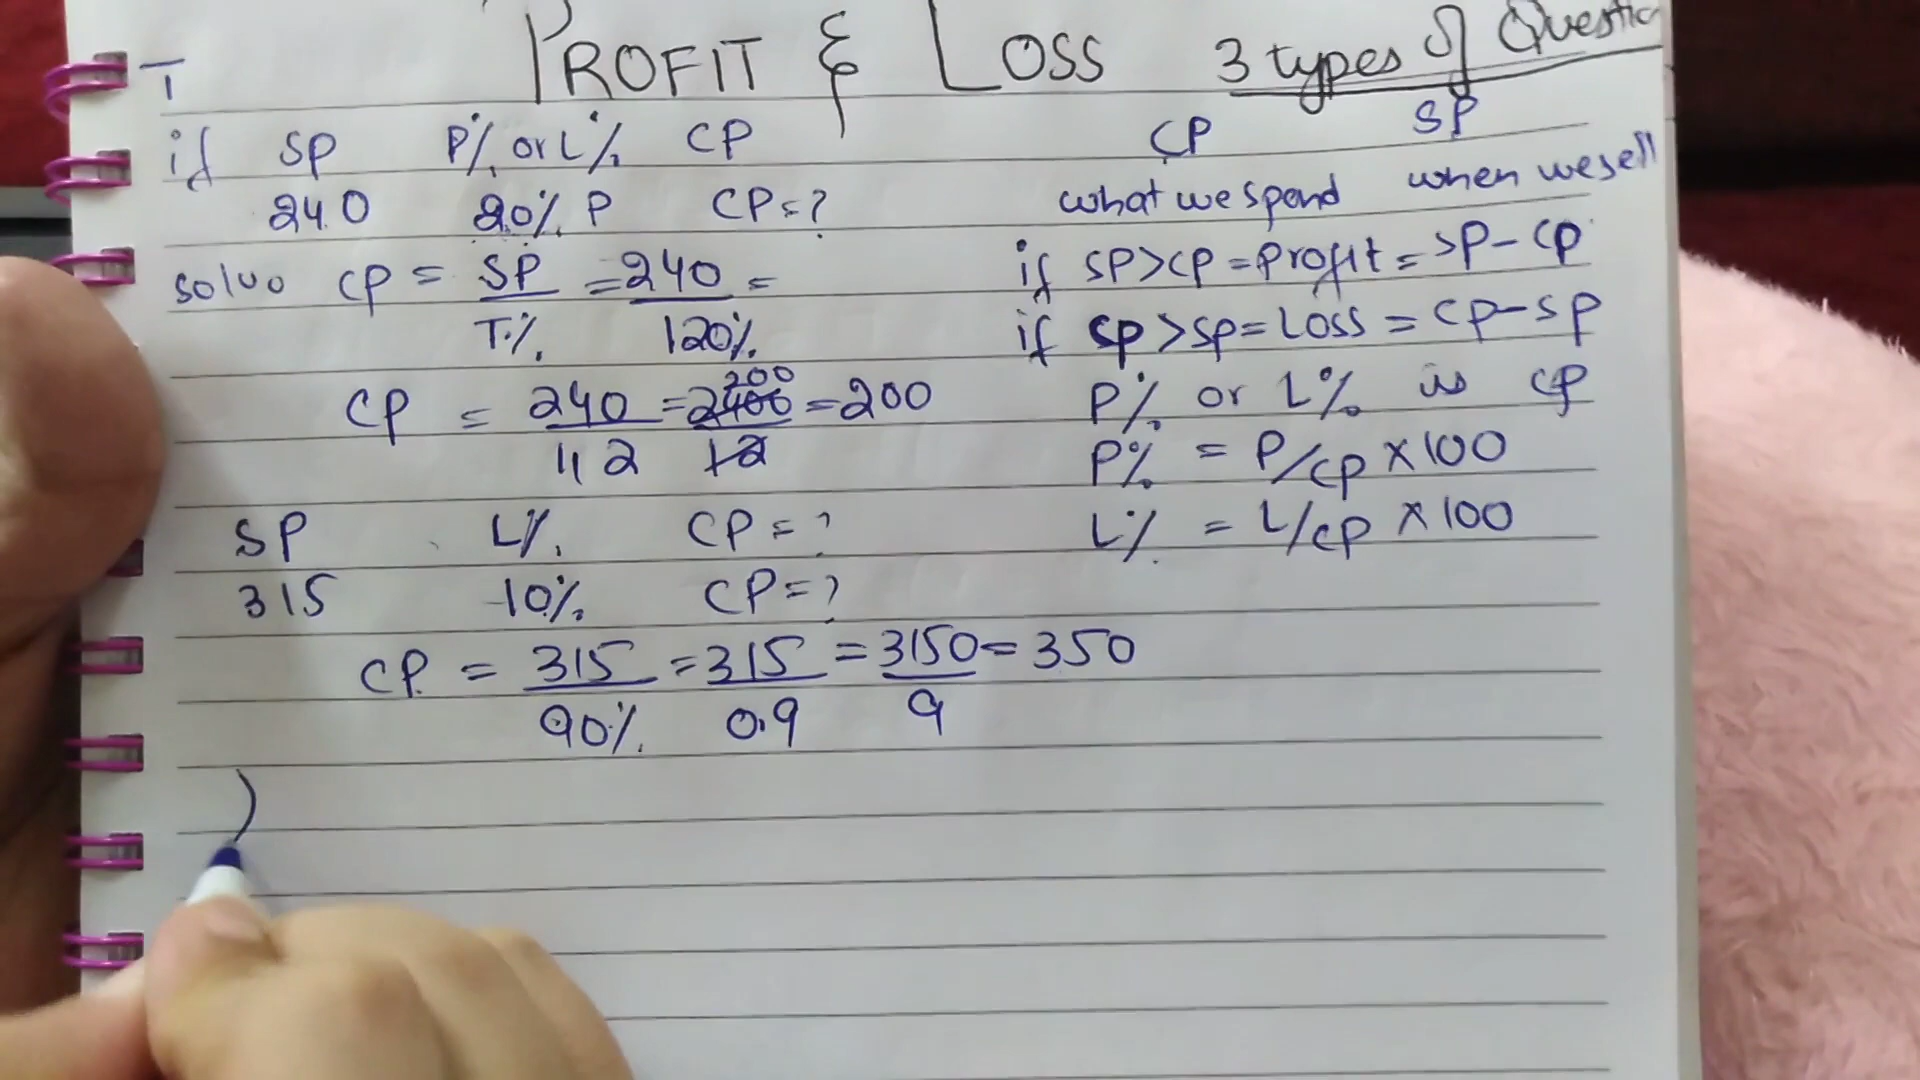 PROFIT & LOSS 3 types of Questio
T
if SP P% or L% CP
240 20% P CP=?
solve CP = SP/T% = 240/120% =
CP = 240/1.2 = 2400/12 200 = 200
SP L% CP = ?
315 10% CP = ?
CP = 315/90% = 315/0.9 = 3150/9 = 350
)
CP SP
what we spend when we sell
if SP>CP = Profit = SP - CP
if CP>SP = Loss = CP - SP
P% or L% is CP
P% = P/CP × 100
L% = L/CP × 100